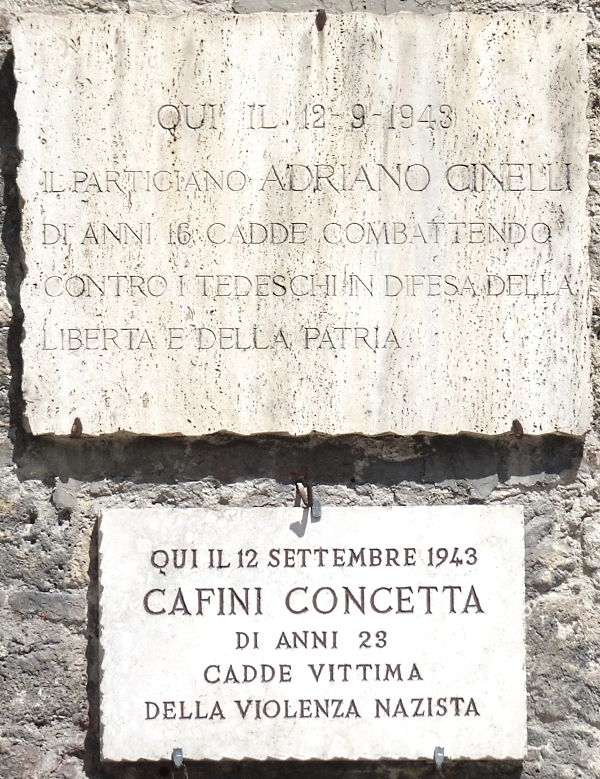 QUI IL 12-9-1943
IL PARTIGIANO ADRIANO CINELLI
DI ANNI 16 CADDE COMBATTENDO
CONTRO I TEDESCHI IN DIFESA DELLA
LIBERTA E DELLA PATRIA
QUI IL 12 SETTEMBRE 1943
CAFINI CONCETTA
DI ANNI 23
CADDE VITTIMA
DELLA VIOLENZA NAZISTA